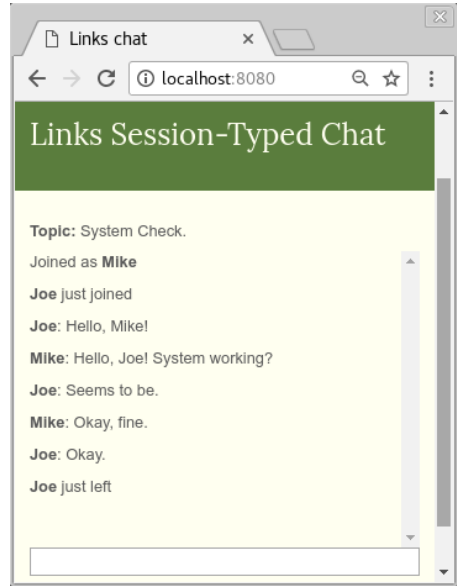 Links chat
localhost:8080
Links Session-Typed Chat
Topic: System Check.
Joined as Mike
Joe just joined
Joe: Hello, Mike!
Mike: Hello, Joe! System working?
Joe: Seems to be.
Mike: Okay, fine.
Joe: Okay.
Joe just left